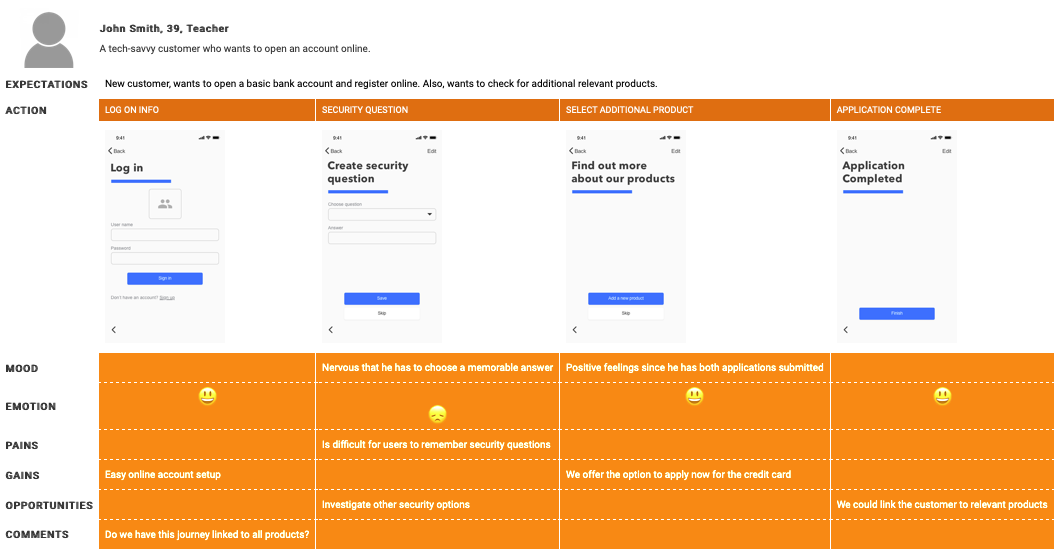 John Smith, 39, Teacher
A tech-savvy customer who wants to open an account online.
EXPECTATIONS New customer, wants to open a basic bank account and register online. Also, wants to check for additional relevant products.
ACTION LOG ON INFO SECURITY QUESTION SELECT ADDITIONAL PRODUCT APPLICATION COMPLETE
9:41
Back
Log in
User name
Password
Sign in
Don't have an account? Sign up
9:41
Back Edit
Create security
question
Choose question
Answer
Save
Skip
9:41
Back Edit
Find out more
about our products
Add a new product
Skip
9:41
Back Edit
Application
Completed
Finish
MOOD Nervous that he has to choose a memorable answer Positive feelings since he has both applications submitted
EMOTION
PAINS Is difficult for users to remember security questions
GAINS Easy online account setup We offer the option to apply now for the credit card
OPPORTUNITIES Investigate other security options We could link the customer to relevant products
COMMENTS Do we have this journey linked to all products?